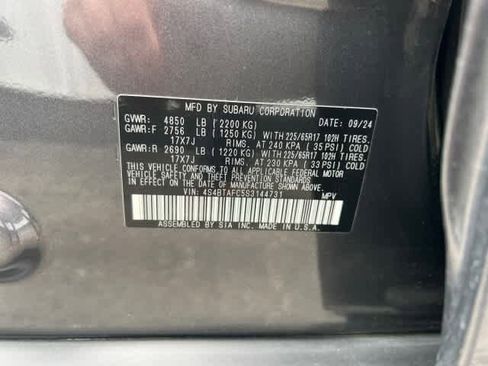 MFD BY SUBARU CORPORATION
GVWR: 4850 LB (2200 KG) DATE: 09/24
GAWR:F 2756 LB (1250 KG) WITH 225/65R17 102H TIRES.
17X7J RIMS. AT 240 KPA (35 PSI) COLD
GAWR:R 2690 LB (1220 KG) WITH 225/65R17 102H TIRES.
17X7J RIMS. AT 230 KPA (33 PSI) COLD
THIS VEHICLE CONFORMS TO ALL APPLICABLE FEDERAL MOTOR
VEHICLE SAFETY AND THEFT PREVENTION STANDARDS IN EFFECT
ON THE DATE OF MANUFACTURE SHOWN ABOVE.
VIN: 4S4BTAFC5S3144731 MPV
ASSEMBLED BY SIA INC. MADE IN U.S.A.